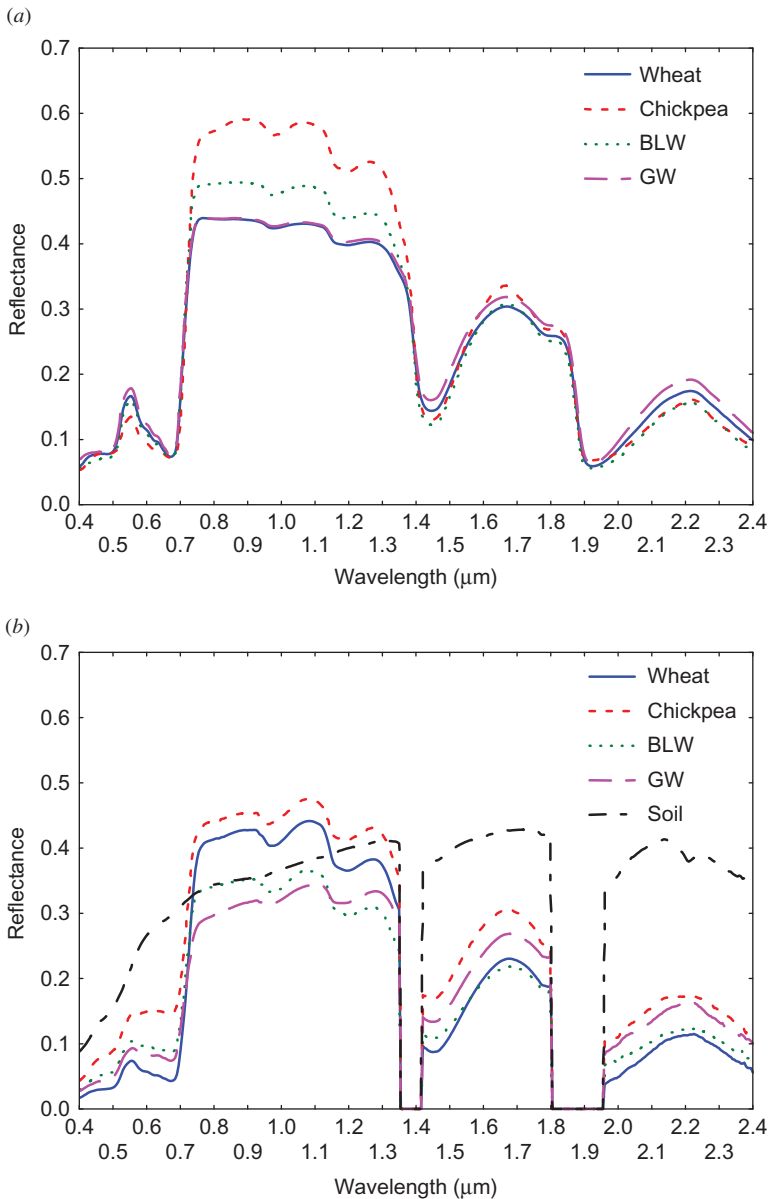 (a)
0.7
0.6
0.5
0.4
0.3
0.2
0.1
0.0
Reflectance
Wheat
Chickpea
BLW
GW
0.4 0.6 0.8 1.0 1.2 1.4 1.6 1.8 2.0 2.2 2.4
0.5 0.7 0.9 1.1 1.3 1.5 1.7 1.9 2.1 2.3
Wavelength (μm)
(b)
0.7
0.6
0.5
0.4
0.3
0.2
0.1
0.0
Reflectance
Wheat
Chickpea
BLW
GW
Soil
0.4 0.6 0.8 1.0 1.2 1.4 1.6 1.8 2.0 2.2 2.4
0.5 0.7 0.9 1.1 1.3 1.5 1.7 1.9 2.1 2.3
Wavelength (μm)